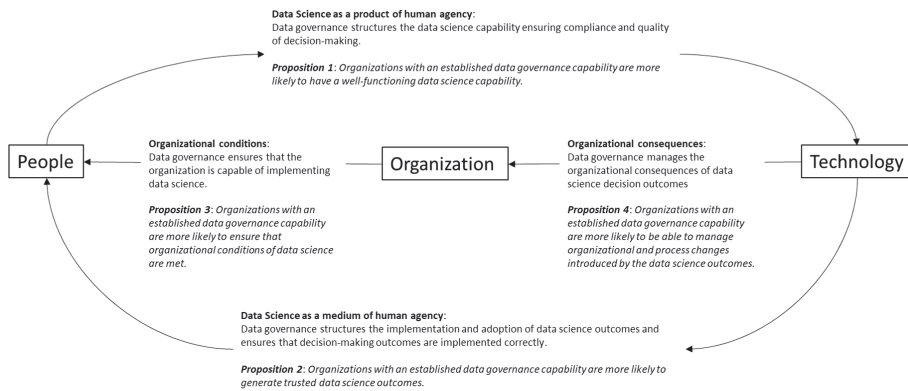 Data Science as a product of human agency:
Data governance structures the data science capability ensuring compliance and quality
of decision-making.
Proposition 1: Organizations with an established data governance capability are more
likely to have a well-functioning data science capability.
People
Organizational conditions:
Data governance ensures that the
organization is capable of implementing
data science.
Proposition 3: Organizations with an
established data governance capability
are more likely to ensure that
organizational conditions of data science
are met.
Organization
Organizational consequences:
Data governance manages the
organizational consequences of data
science decision outcomes
Proposition 4: Organizations with an
established data governance capability
are more likely to be able to manage
organizational and process changes
introduced by the data science outcomes.
Technology
Data Science as a medium of human agency:
Data governance structures the implementation and adoption of data science outcomes and
ensures that decision-making outcomes are implemented correctly.
Proposition 2: Organizations with an established data governance capability are more likely to
generate trusted data science outcomes.